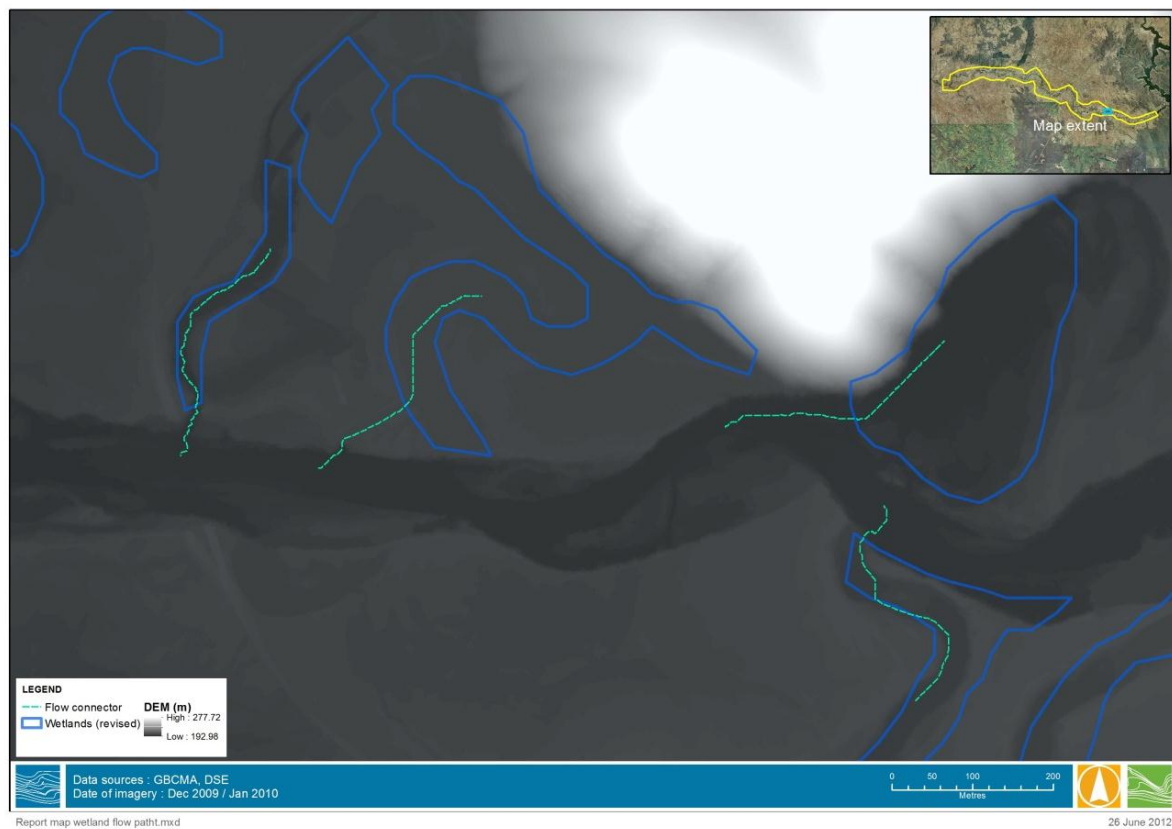 Map extent
LEGEND
Flow connector
Wetlands (revised)
DEM (m)
High : 277.72
Low : 192.98
Data sources : GBCMA, DSE
Date of imagery : Dec 2009 / Jan 2010
0 50 100 200
Metres
Report map wetland flow patht.mxd
26 June 2012